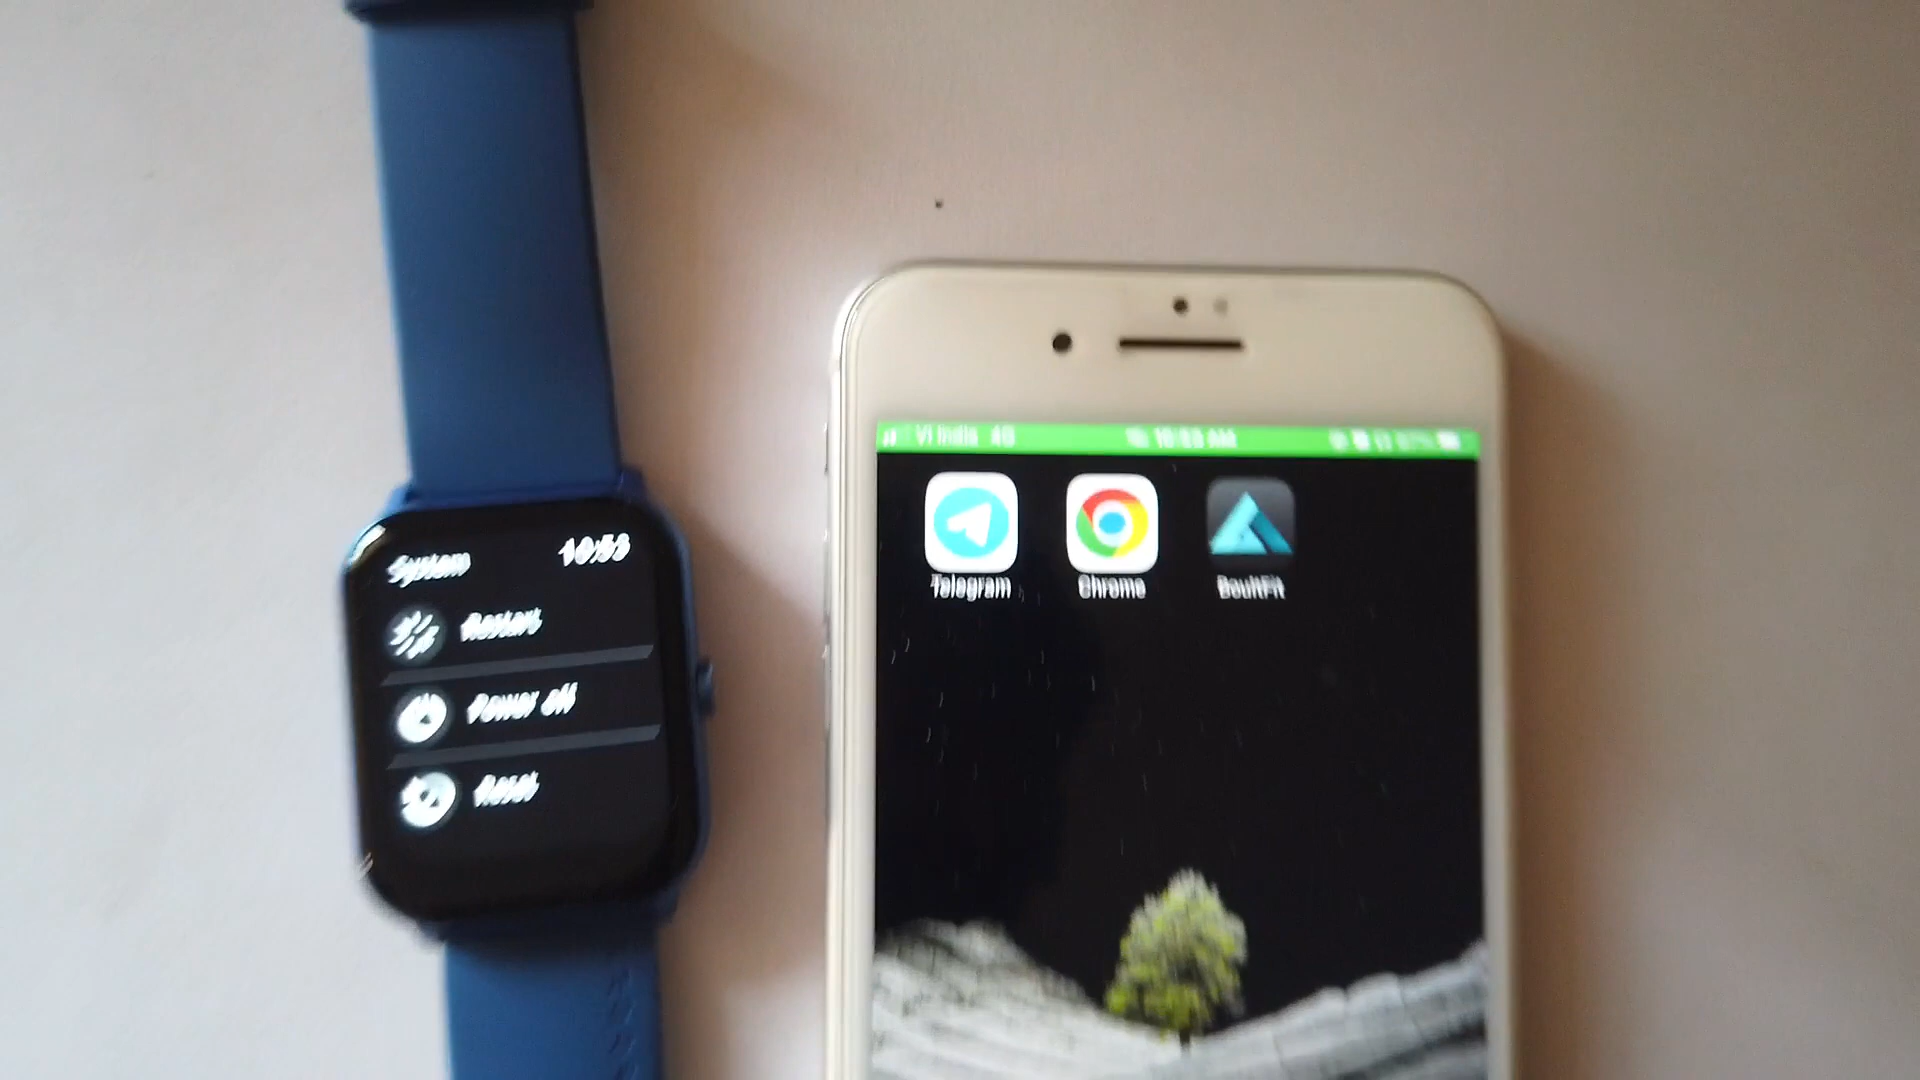 System
10:53
Restart
Power off
Reset
Vi India 4G
10:53 AM
Telegram
Chrome
BoultFit